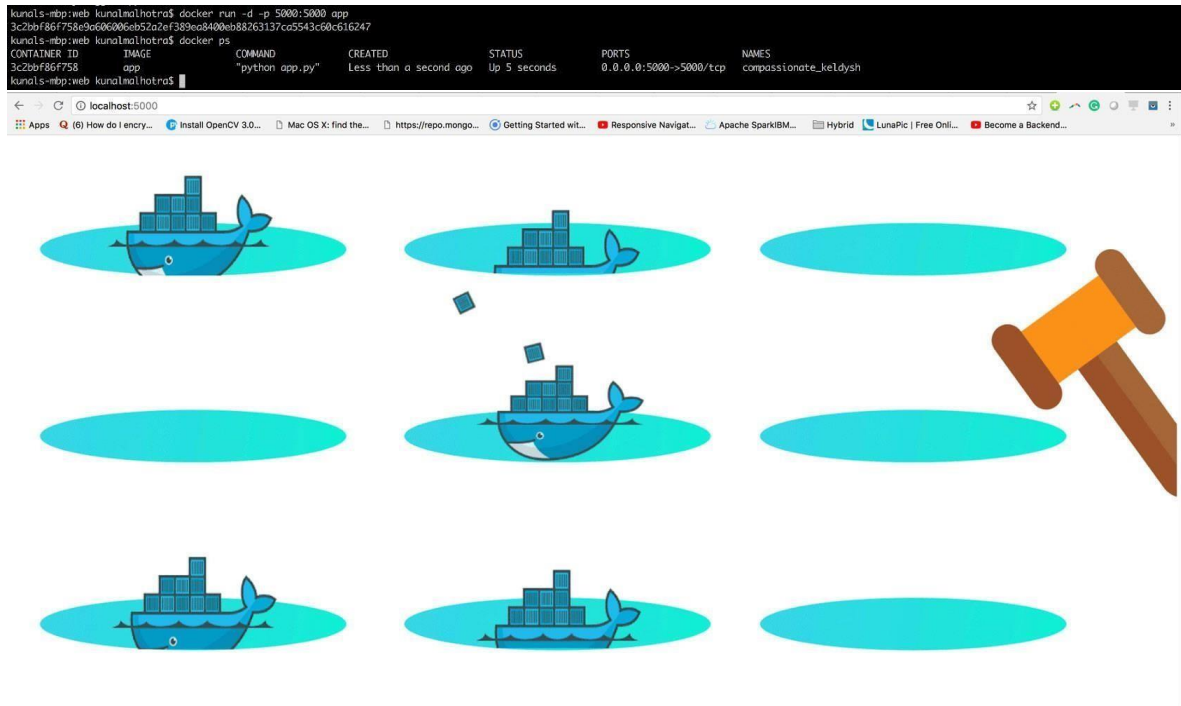 kunals-mbp:web kunalmalhotra$ docker run -d -p 5000:5000 app
3c2bbf86f758e9a606006eb52a2ef389ea8400eb88263137ca5543c60c616247
kunals-mbp:web kunalmalhotra$ docker ps
CONTAINER ID IMAGE COMMAND CREATED STATUS PORTS NAMES
3c2bbf86f758 app "python app.py" Less than a second ago Up 5 seconds 0.0.0.0:5000->5000/tcp compassionate_keldysh
kunals-mbp:web kunalmalhotra$
localhost:5000
Apps (6) How do I encry... Install OpenCV 3.0... Mac OS X: find the... https://repo.mongo... Getting Started wit... Responsive Navigat... Apache SparkIBM... Hybrid LunaPic | Free Onli... Become a Backend... »